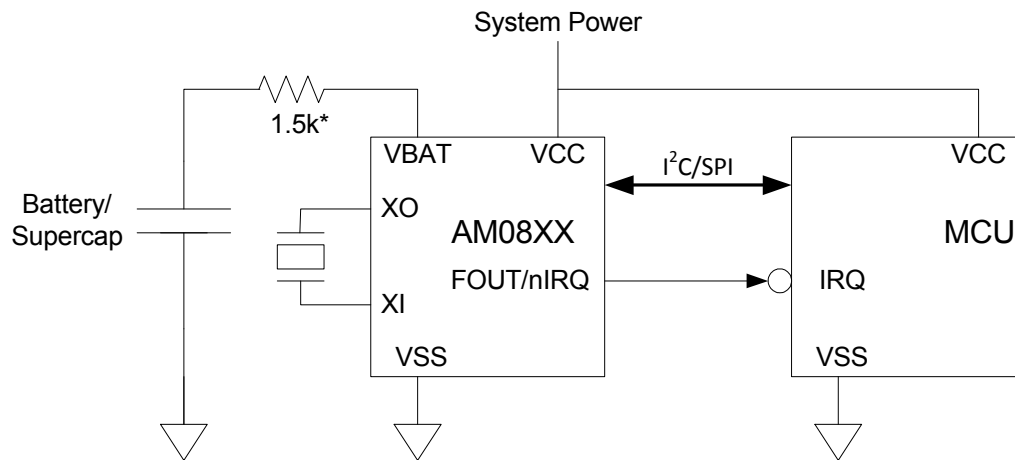 System Power
1.5k*
VBAT
VCC
VCC
I²C/SPI
Battery/
Supercap
XO
AM08XX
MCU
FOUT/nIRQ
IRQ
XI
VSS
VSS